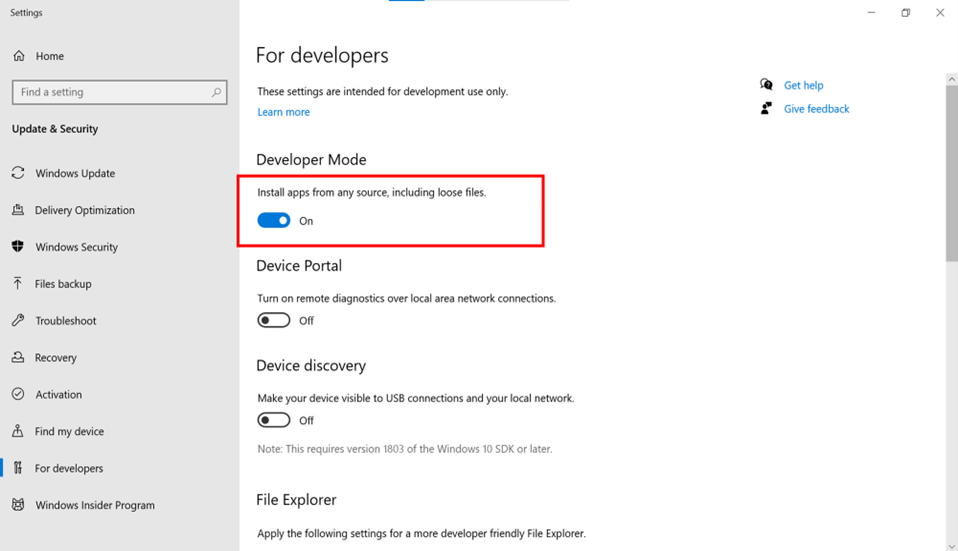 Settings
Home
Find a setting
Update & Security
Windows Update
Delivery Optimization
Windows Security
Files backup
Troubleshoot
Recovery
Activation
Find my device
For developers
Windows Insider Program
For developers
These settings are intended for development use only.
Learn more
Developer Mode
Install apps from any source, including loose files.
On
Device Portal
Turn on remote diagnostics over local area network connections.
Off
Device discovery
Make your device visible to USB connections and your local network.
Off
Note: This requires version 1803 of the Windows 10 SDK or later.
File Explorer
Apply the following settings for a more developer friendly File Explorer.
Get help
Give feedback